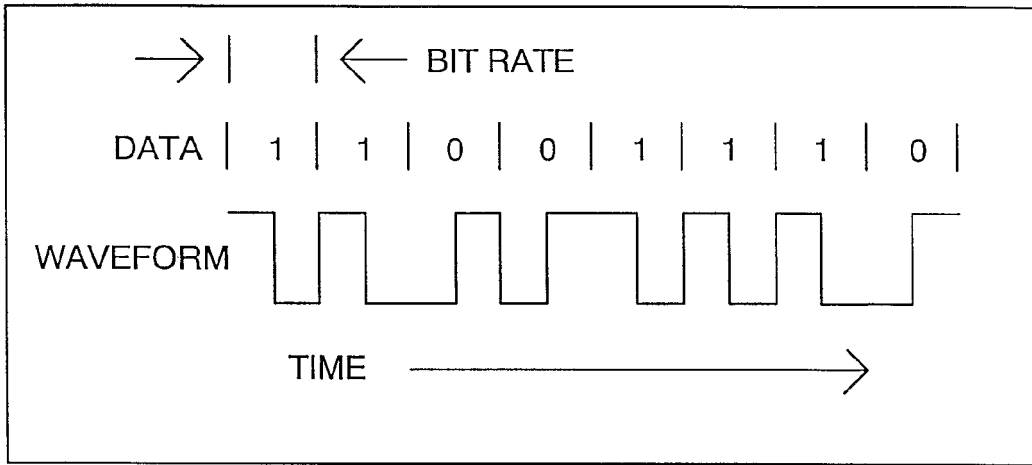 BIT RATE
DATA | 1 | 1 | 0 | 0 | 1 | 1 | 1 | 0 |
WAVEFORM
TIME